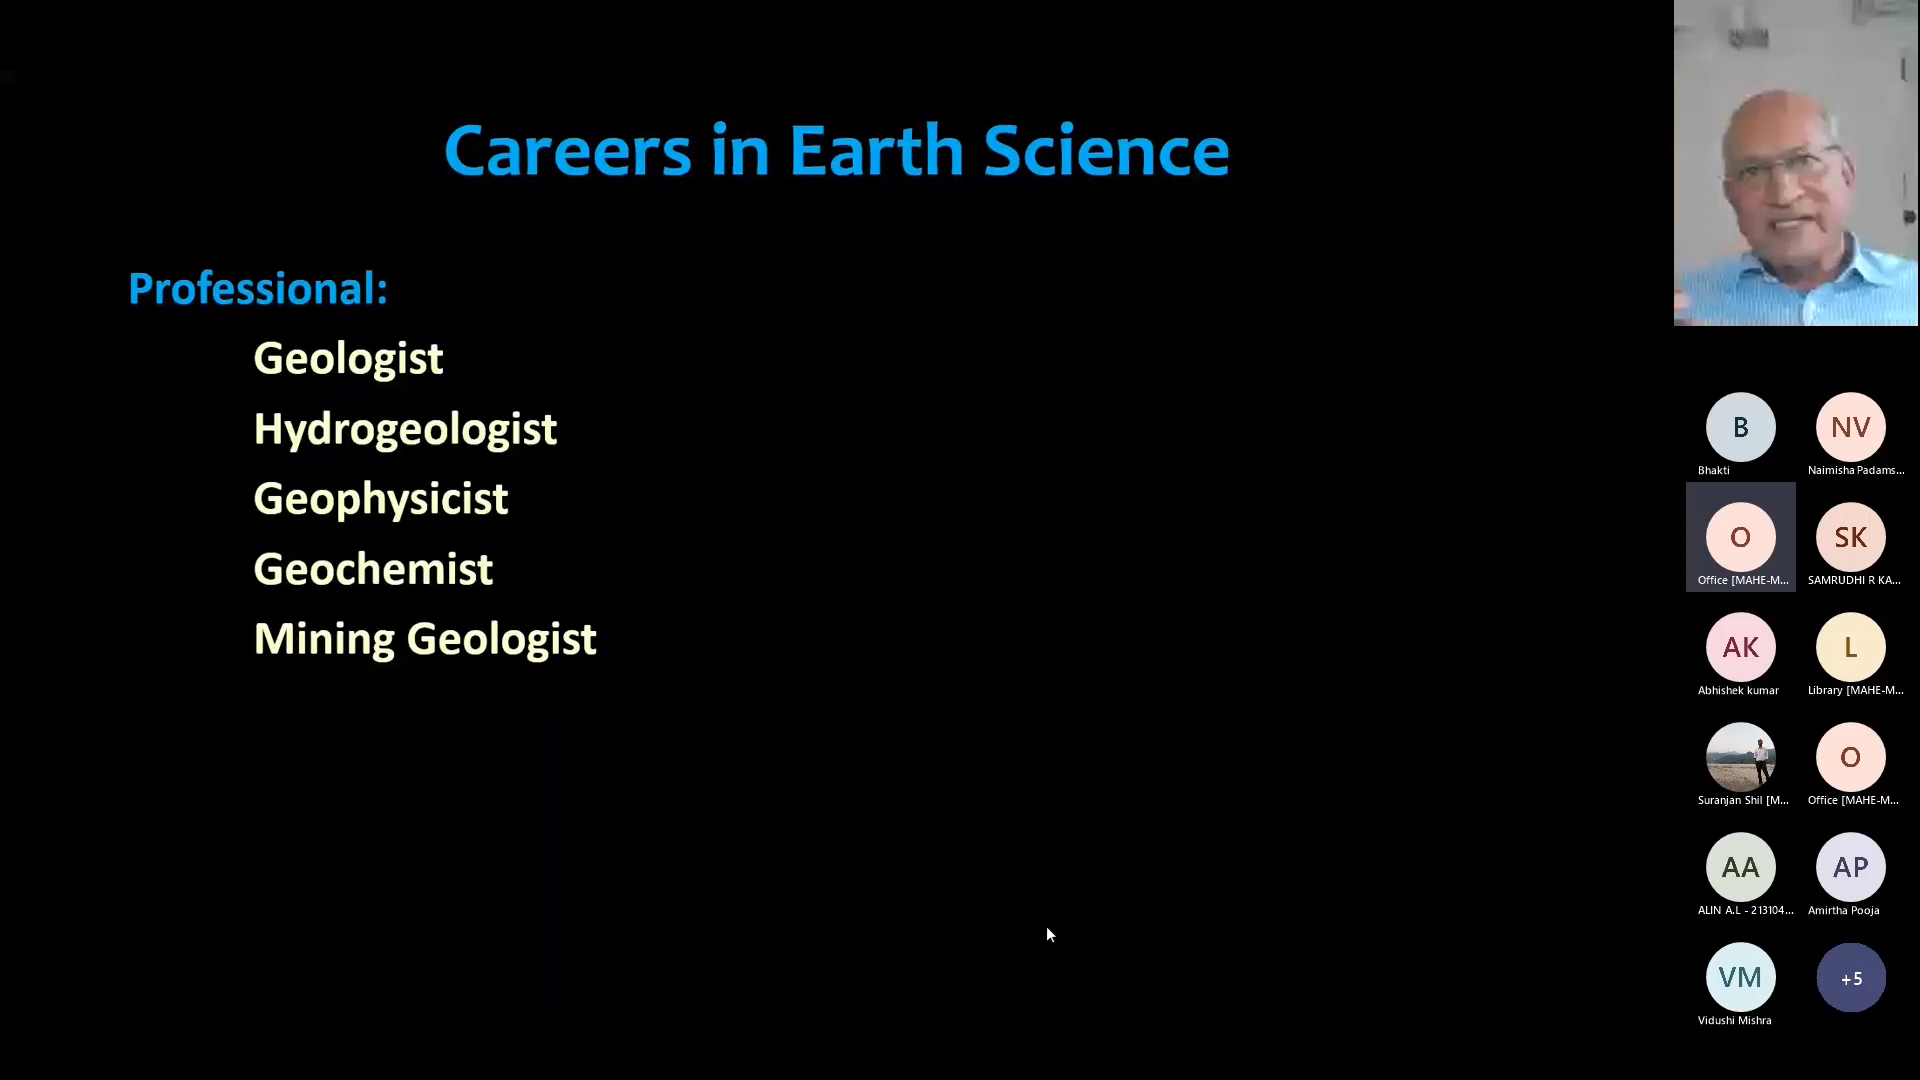 Careers in Earth Science
Professional:
Geologist
Hydrogeologist
Geophysicist
Geochemist
Mining Geologist
B
NV
Bhakti
Naimisha Padams...
O
SK
Office [MAHE-M...
SAMRUDHI R KA...
AK
L
Abhishek kumar
Library [MAHE-M...
O
Suranjan Shil [M...
Office [MAHE-M...
AA
AP
ALIN A.L - 213104...
Amirtha Pooja
VM
+5
Vidushi Mishra